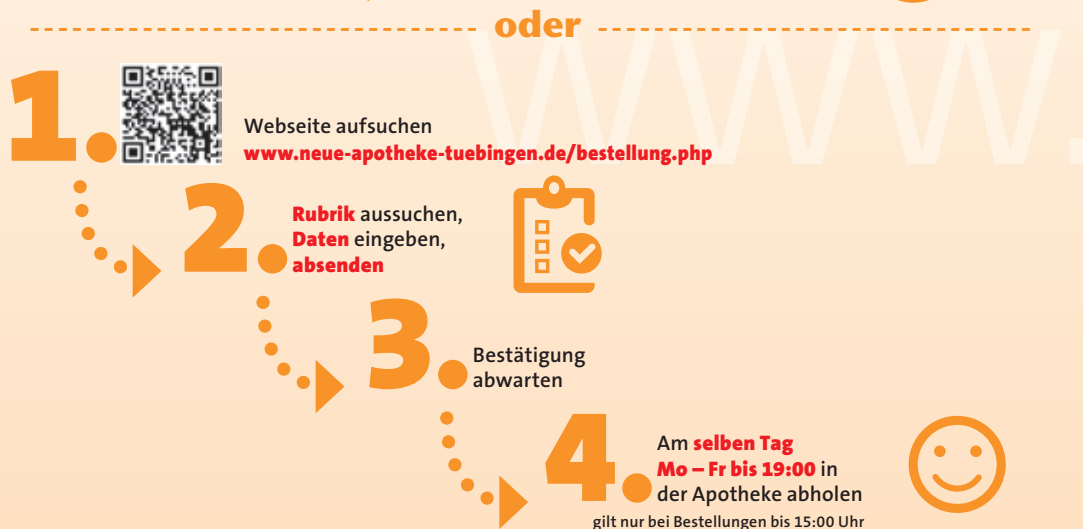 oder
www.
1.
Webseite aufsuchen
www.neue-apotheke-tuebingen.de/bestellung.php
2.
Rubrik aussuchen,
Daten eingeben,
absenden
3.
Bestätigung
abwarten
4.
Am selben Tag
Mo – Fr bis 19:00 in
der Apotheke abholen
gilt nur bei Bestellungen bis 15:00 Uhr